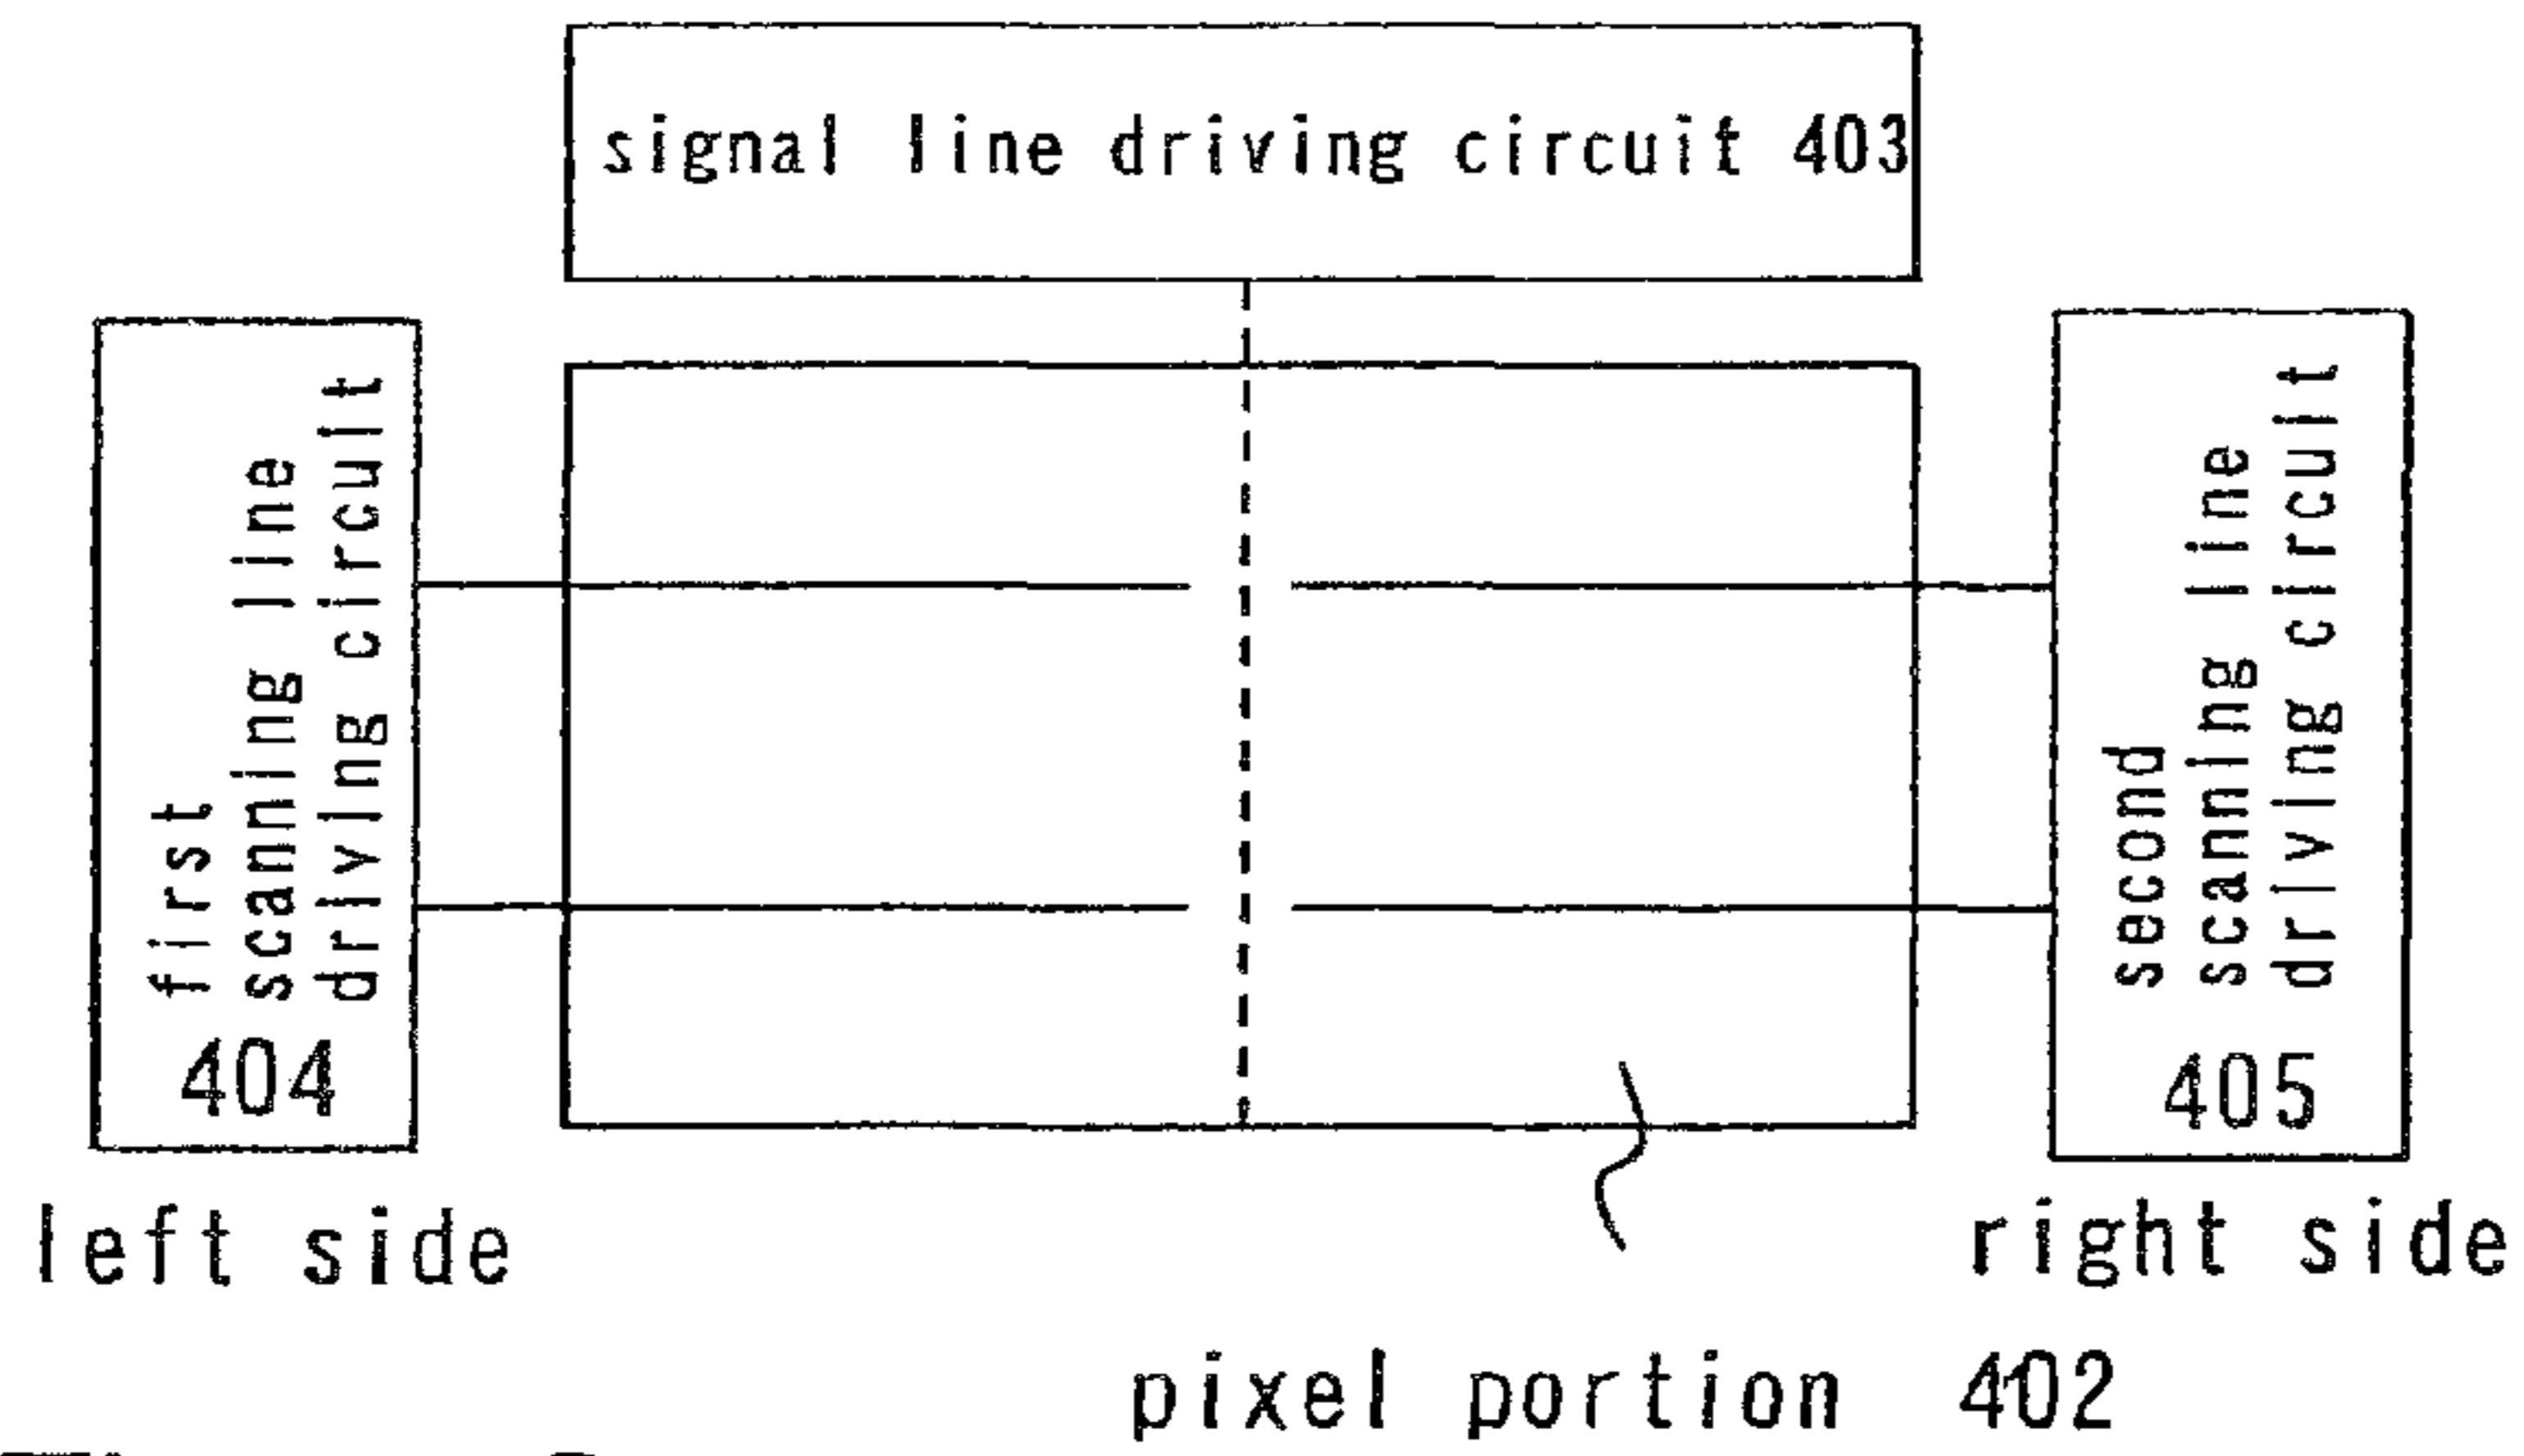 signal line driving circuit 403
first
scanning line
driving circuit
404
second
scanning line
driving circuit
405
left side
right side
pixel portion 402